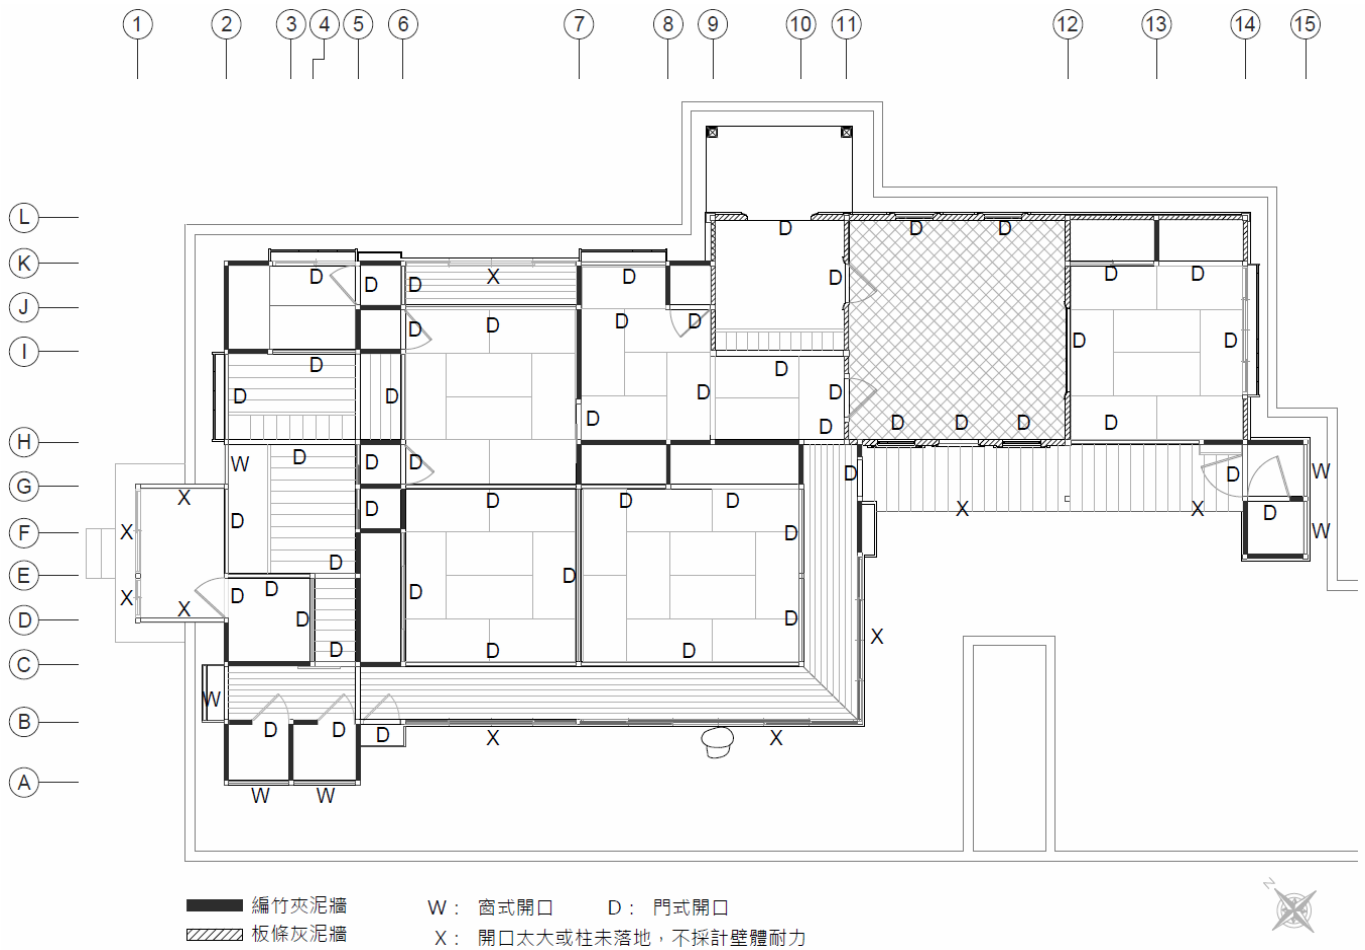 1 2 3 4 5 6 7 8 9 10 11 12 13 14 15
L
D D D
K
D D D X D D D D
J
D D D D
I
D D D
D D D D D
H
D D D D D
W D D D D
G
X D D D D D W
F
X D D X X D W
E
D D
X X D D D D
D
D D
C
D D D X
W
B
D D D X X
A
W W
N
編竹夾泥牆 W： 窗式開口 D： 門式開口
板條灰泥牆 X： 開口太大或柱未落地，不採計壁體耐力